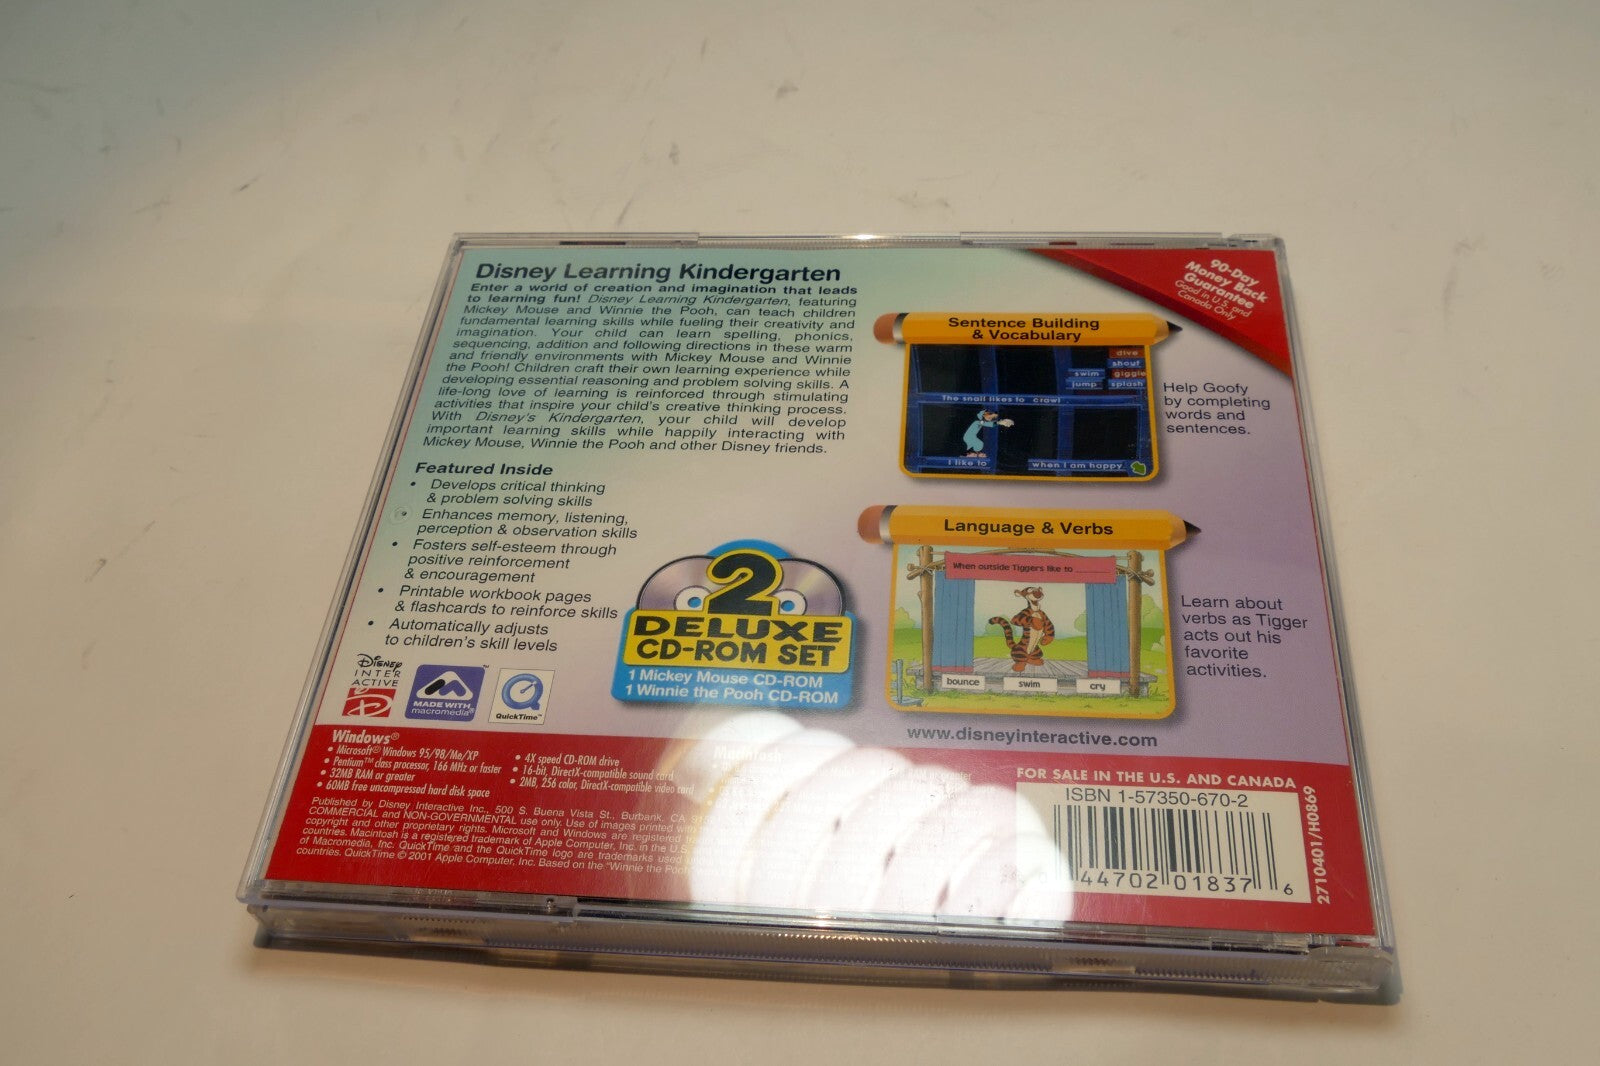 Disney Learning Kindergarten
Enter a world of creation and imagination that leads
to learning fun! Disney Learning Kindergarten, featuring
Mickey Mouse and Winnie the Pooh, can teach children
fundamental learning skills while fueling their creativity and
imagination. Your child can learn spelling, phonics,
sequencing, addition and following directions in these warm
and friendly environments with Mickey Mouse and Winnie
the Pooh! Children craft their own learning experience while
developing essential reasoning and problem solving skills. A
life-long love of learning is reinforced through stimulating
activities that inspire your child's creative thinking process.
With Disney's Kindergarten, your child will develop
important learning skills while happily interacting with
Mickey Mouse, Winnie the Pooh and other Disney friends.
Featured Inside
• Develops critical thinking
& problem solving skills
• Enhances memory, listening,
perception & observation skills
• Fosters self-esteem through
positive reinforcement
& encouragement
• Printable workbook pages
& flashcards to reinforce skills
• Automatically adjusts
to children's skill levels
Disney
INTER
ACTIVE
MADE WITH
macromedia®
QuickTime™
2
DELUXE
CD-ROM SET
1 Mickey Mouse CD-ROM
1 Winnie the Pooh CD-ROM
90-Day
Money Back
Guarantee
Good in U.S. and
Canada Only
Sentence Building
& Vocabulary
dive
shout
swim giggle
jump splash
The snail likes to crawl
I like to
when I am happy
Help Goofy
by completing
words and
sentences.
Language & Verbs
When outside Tiggers like to
bounce
swim
cry
Learn about
verbs as Tigger
acts out his
favorite
activities.
www.disneyinteractive.com
Windows®
• Microsoft® Windows 95/98/Me/XP
• Pentium™ class processor, 166 MHz or faster
• 32MB RAM or greater
• 60MB free uncompressed hard disk space
• 4X speed CD-ROM drive
• 16-bit, DirectX-compatible sound card
• 2MB, 256 color, DirectX-compatible video card
Macintosh
RAM or greater
Published by Disney Interactive Inc., 500 S. Buena Vista St., Burbank, CA
COMMERCIAL and NON-GOVERNMENTAL use only. Use of images printed with
copyright and other proprietary rights. Microsoft and Windows are registered
countries. Macintosh is a registered trademark of Apple Computer, Inc. in the U.S.
of Macromedia, Inc. QuickTime and the QuickTime logo are trademarks used
countries. QuickTime © 2001 Apple Computer, Inc. Based on the "Winnie the Pooh"
FOR SALE IN THE U.S. AND CANADA
ISBN 1-57350-670-2
44702 01837 6
2710401/H0869